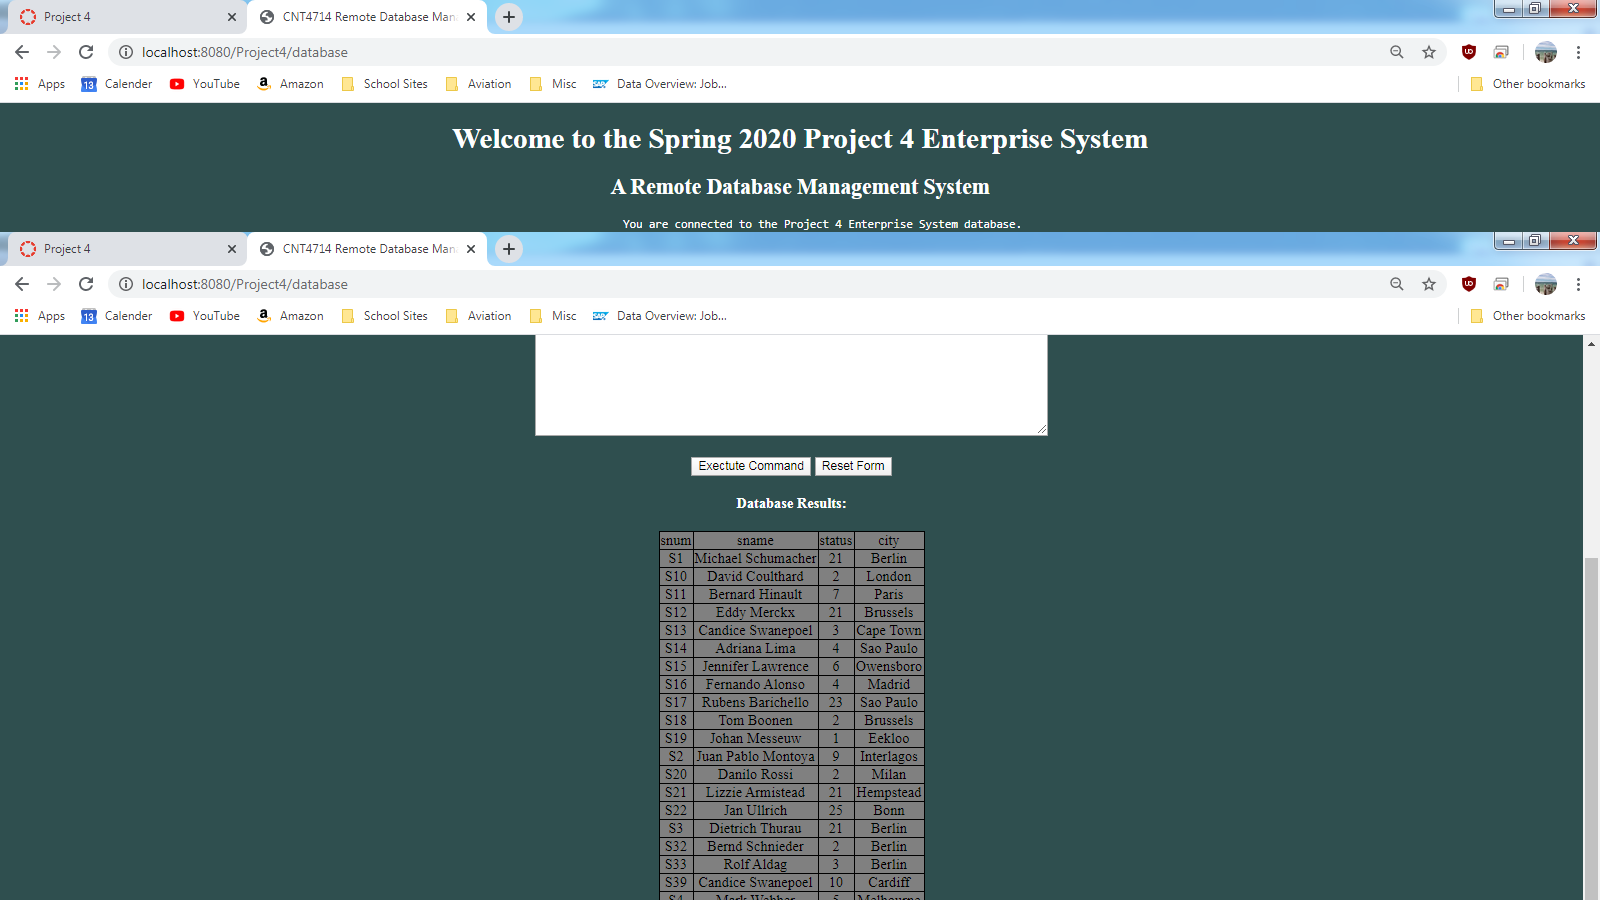 Project 4
CNT4714 Remote Database Man
localhost:8080/Project4/database
Apps 13 Calender YouTube a Amazon School Sites Aviation Misc SAP Data Overview: Job... Other bookmarks
Welcome to the Spring 2020 Project 4 Enterprise System
A Remote Database Management System
You are connected to the Project 4 Enterprise System database.
Project 4
CNT4714 Remote Database Man
localhost:8080/Project4/database
Apps 13 Calender YouTube a Amazon School Sites Aviation Misc SAP Data Overview: Job... Other bookmarks
Exectute Command Reset Form
Database Results:
snum sname status city
S1 Michael Schumacher 21 Berlin
S10 David Coulthard 2 London
S11 Bernard Hinault 7 Paris
S12 Eddy Merckx 21 Brussels
S13 Candice Swanepoel 3 Cape Town
S14 Adriana Lima 4 Sao Paulo
S15 Jennifer Lawrence 6 Owensboro
S16 Fernando Alonso 4 Madrid
S17 Rubens Barichello 23 Sao Paulo
S18 Tom Boonen 2 Brussels
S19 Johan Messeuw 1 Eekloo
S2 Juan Pablo Montoya 9 Interlagos
S20 Danilo Rossi 2 Milan
S21 Lizzie Armistead 21 Hempstead
S22 Jan Ullrich 25 Bonn
S3 Dietrich Thurau 21 Berlin
S32 Bernd Schnieder 2 Berlin
S33 Rolf Aldag 3 Berlin
S39 Candice Swanepoel 10 Cardiff
S4 Mark Webber 5 Melbourne